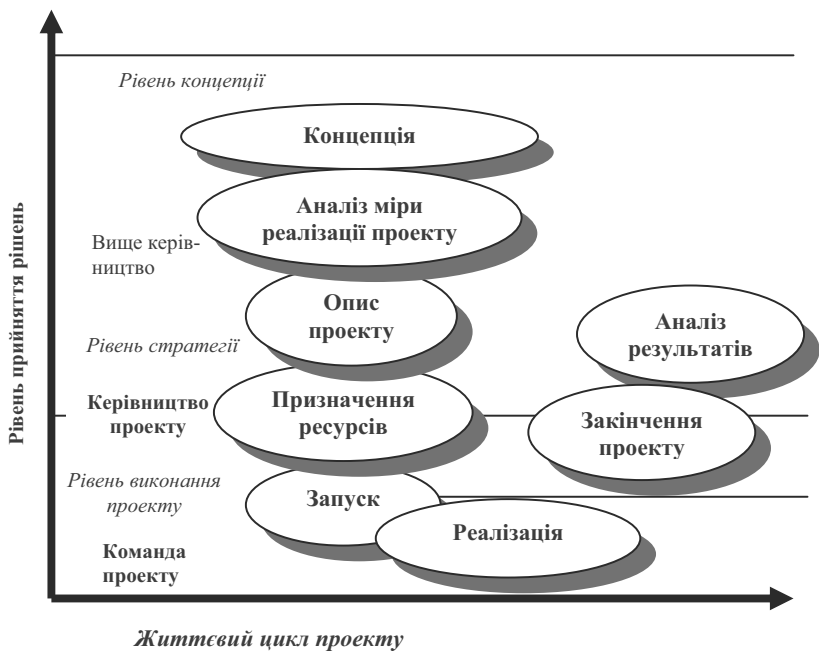 Рівень концепції
Концепція
Аналіз міри
реалізації проекту
Вище керів-
ництво
Опис
проекту
Аналіз
результатів
Рівень стратегії
Керівництво
проекту
Призначення
ресурсів
Закінчення
проекту
Рівень виконання
проекту
Запуск
Реалізація
Команда
проекту
Рівень прийняття рішень
Життєвий цикл проекту